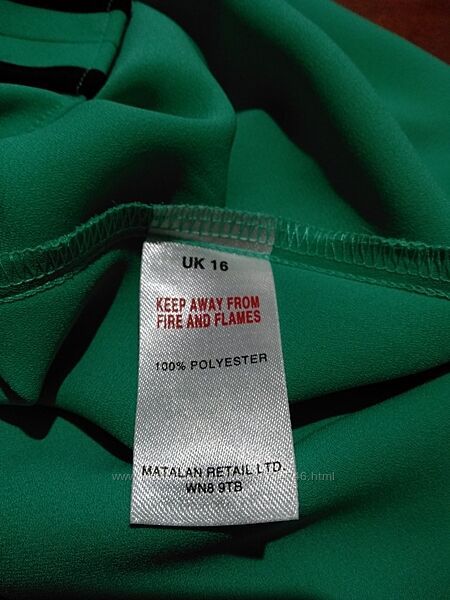 UK 16
KEEP AWAY FROM
FIRE AND FLAMES
100% POLYESTER
MATALAN RETAIL LTD.
WN8 9TB